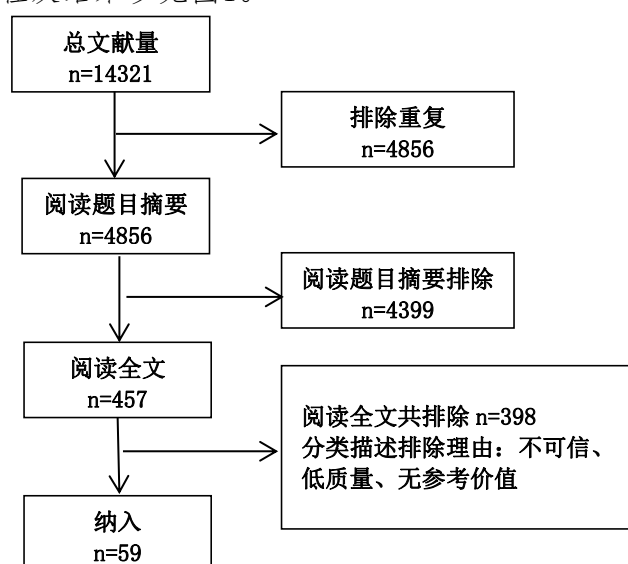 总文献量
n=14321
排除重复
n=4856
阅读题目摘要
n=4856
阅读题目摘要排除
n=4399
阅读全文
n=457
阅读全文共排除 n=398
分类描述排除理由：不可信、
低质量、无参考价值
纳入
n=59